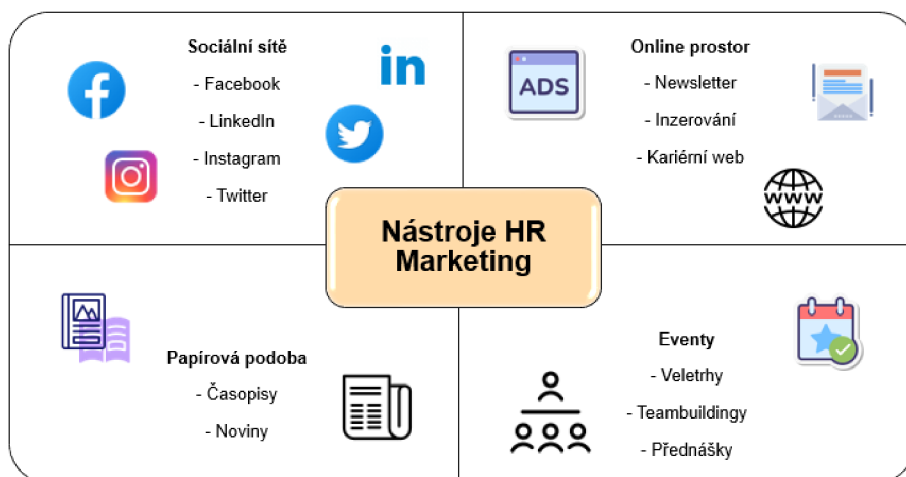 Sociální sítě
- Facebook
- LinkedIn
- Instagram
- Twitter
in
Online prostor
- Newsletter
- Inzerování
- Kariérní web
ADS
www
Nástroje HR
Marketing
Papírová podoba
- Časopisy
- Noviny
Eventy
- Veletrhy
- Teambuildingy
- Přednášky